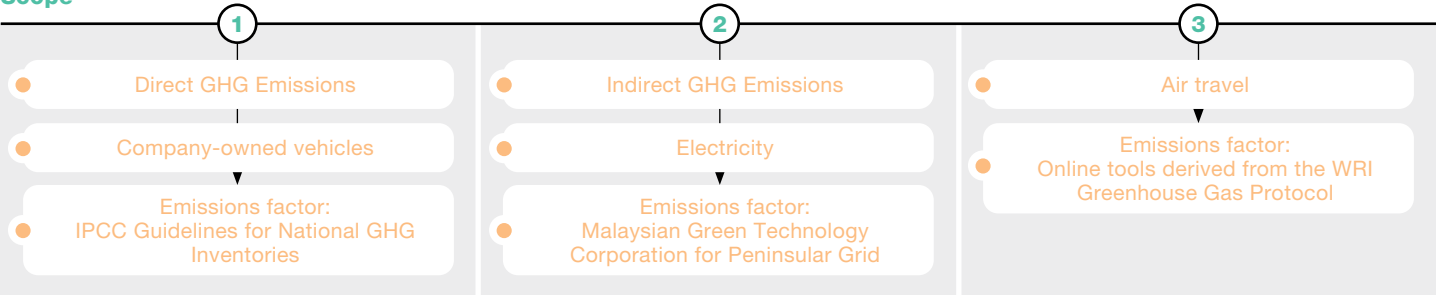 Scope
1
2
3
Direct GHG Emissions
Company-owned vehicles
Emissions factor:
IPCC Guidelines for National GHG
Inventories
Indirect GHG Emissions
Electricity
Emissions factor:
Malaysian Green Technology
Corporation for Peninsular Grid
Air travel
Emissions factor:
Online tools derived from the WRI
Greenhouse Gas Protocol